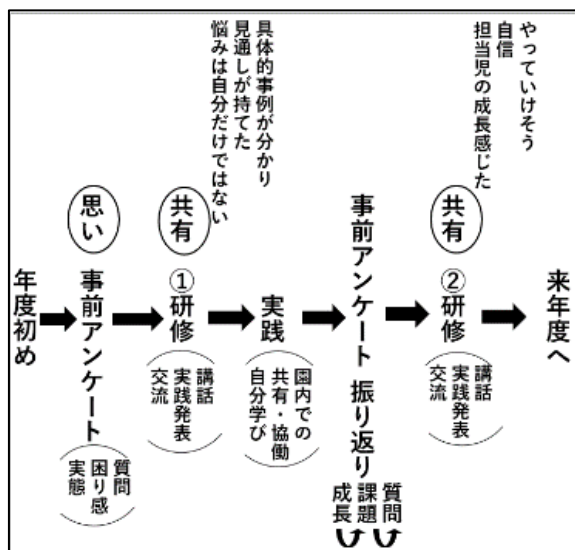 年度初め
思い
事前アンケート
質問
困り感
実態
具体的事例が分かり
見通しが持てた
悩みは自分だけではない
共有
①研修
講話
実践発表
交流
実践
園内での
共有・協働
自分学び
事前アンケート 振り返り
質問
課題
成長
やっていけそう
自信
担当児の成長感じた
共有
②研修
講話
実践発表
交流
来年度へ